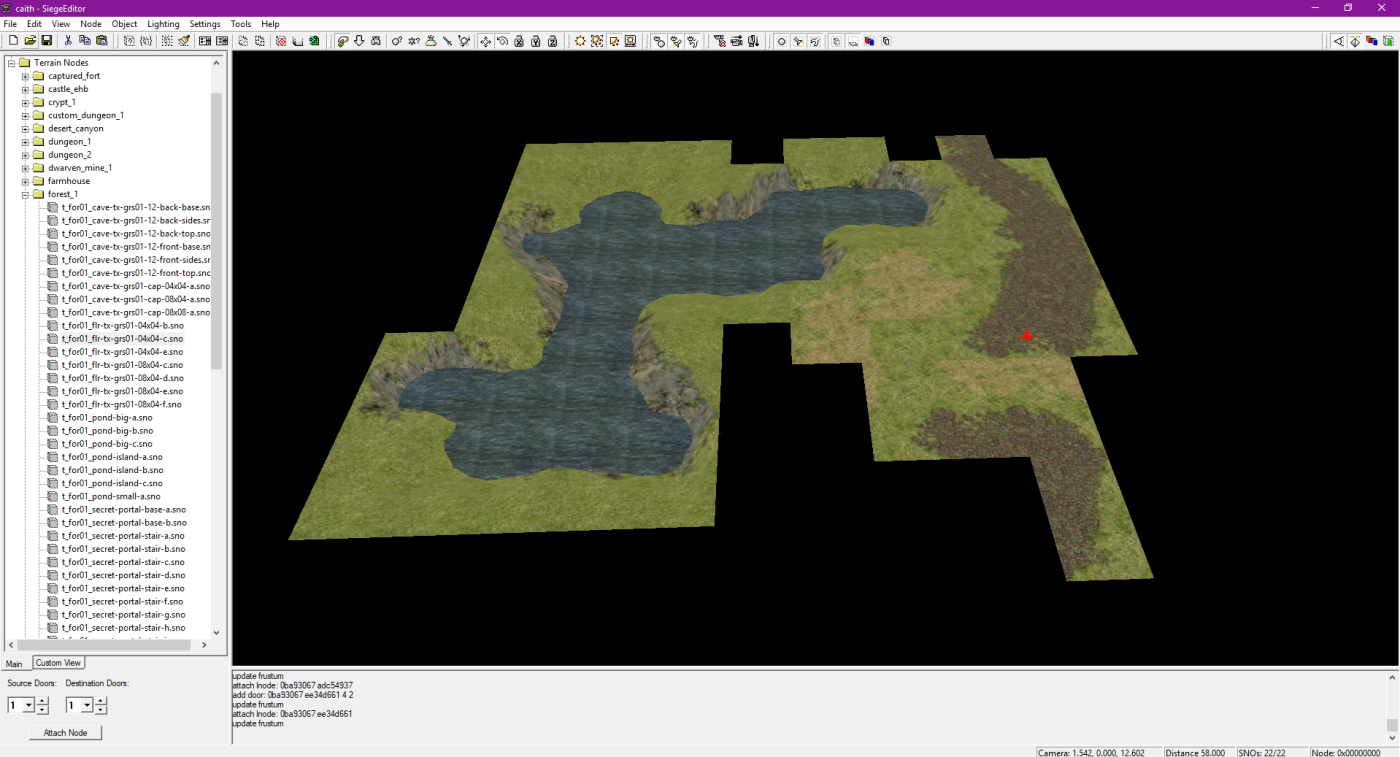 caith - SiegeEditor
File Edit View Node Object Lighting Settings Tools Help
Terrain Nodes
captured_fort
castle_ehb
crypt_1
custom_dungeon_1
desert_canyon
dungeon_1
dungeon_2
dwarven_mine_1
farmhouse
forest_1
t_for01_cave-tx-grs01-12-back-base.sn
t_for01_cave-tx-grs01-12-back-sides.sr
t_for01_cave-tx-grs01-12-back-top.sno
t_for01_cave-tx-grs01-12-front-base.sn
t_for01_cave-tx-grs01-12-front-sides.sr
t_for01_cave-tx-grs01-12-front-top.snc
t_for01_cave-tx-grs01-cap-04x04-a.sno
t_for01_cave-tx-grs01-cap-08x04-a.sno
t_for01_cave-tx-grs01-cap-08x08-a.sno
t_for01_flr-tx-grs01-04x04-b.sno
t_for01_flr-tx-grs01-04x04-c.sno
t_for01_flr-tx-grs01-04x04-e.sno
t_for01_flr-tx-grs01-08x04-c.sno
t_for01_flr-tx-grs01-08x04-d.sno
t_for01_flr-tx-grs01-08x04-e.sno
t_for01_flr-tx-grs01-08x04-f.sno
t_for01_pond-big-a.sno
t_for01_pond-big-b.sno
t_for01_pond-big-c.sno
t_for01_pond-island-a.sno
t_for01_pond-island-b.sno
t_for01_pond-island-c.sno
t_for01_pond-small-a.sno
t_for01_secret-portal-base-a.sno
t_for01_secret-portal-base-b.sno
t_for01_secret-portal-stair-a.sno
t_for01_secret-portal-stair-b.sno
t_for01_secret-portal-stair-c.sno
t_for01_secret-portal-stair-d.sno
t_for01_secret-portal-stair-e.sno
t_for01_secret-portal-stair-f.sno
t_for01_secret-portal-stair-g.sno
t_for01_secret-portal-stair-h.sno
Main Custom View
Source Doors: Destination Doors:
1 1
Attach Node
update frustum
attach lnode: 0ba93067 adc54937
add door: 0ba93067 ee34d661 4 2
update frustum
attach lnode: 0ba93067 ee34d661
update frustum
Camera: 1.542, 0.000, 12.602 Distance 58.000 SNOs: 22/22 Node: 0x00000000